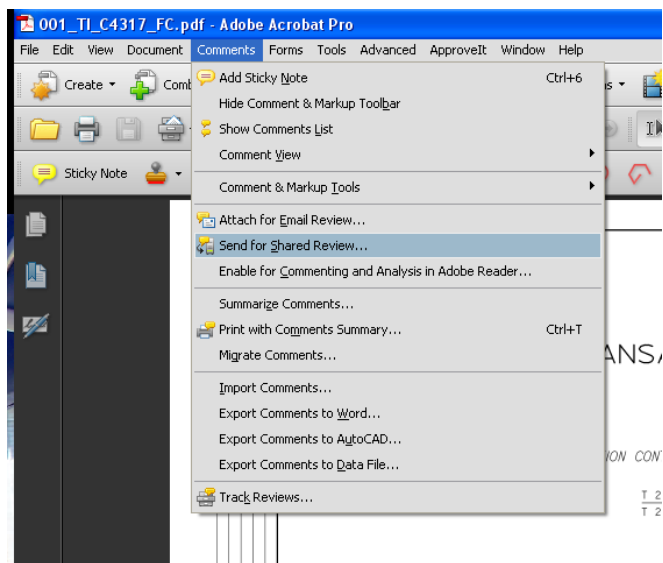 001_TI_C4317_FC.pdf - Adobe Acrobat Pro
File Edit View Document Comments Forms Tools Advanced ApproveIt Window Help
Create Comb
Add Sticky Note Ctrl+6
Hide Comment & Markup Toolbar
Show Comments List
Comment View
Sticky Note
Comment & Markup Tools
Attach for Email Review...
Send for Shared Review...
Enable for Commenting and Analysis in Adobe Reader...
Summarize Comments...
Print with Comments Summary... Ctrl+T
Migrate Comments...
ANSA
Import Comments...
Export Comments to Word...
Export Comments to AutoCAD...
ION CONT
Export Comments to Data File...
Track Reviews...
T 2
T 2